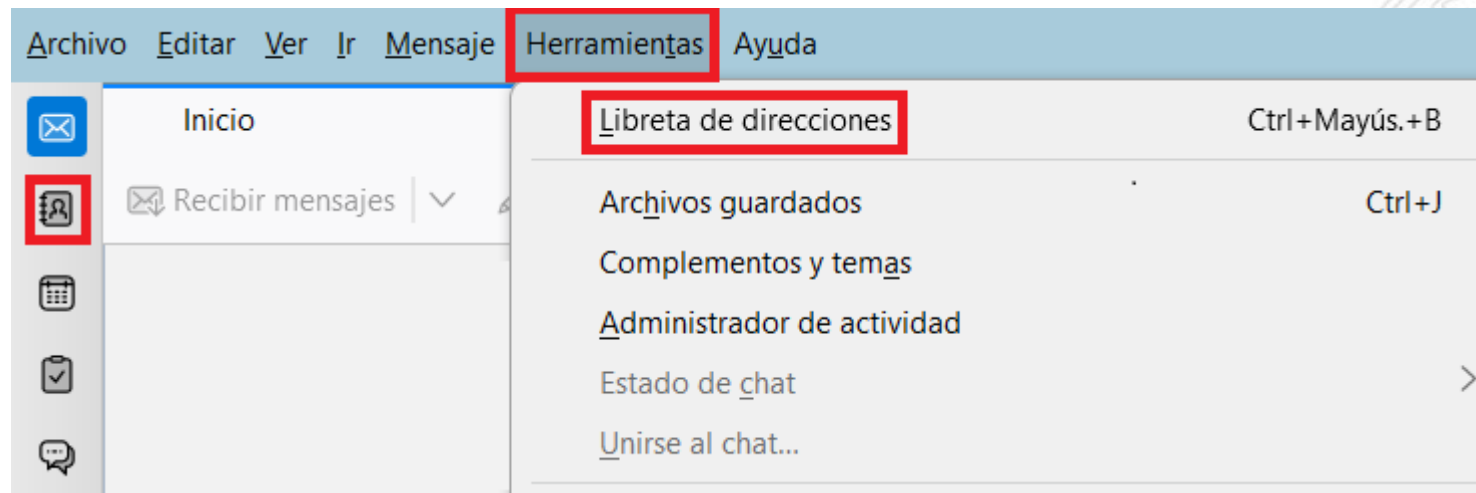 Archivo Editar Ver Ir Mensaje Herramientas Ayuda
Inicio
Recibir mensajes
Libreta de direcciones Ctrl+Mayús.+B
Archivos guardados Ctrl+J
Complementos y temas
Administrador de actividad
Estado de chat
Unirse al chat...